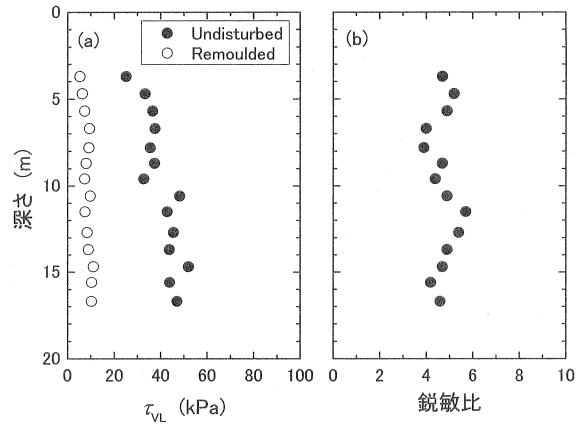 (a)
Undisturbed
Remoulded
(b)
0
5
10
15
20
深さ (m)
0 20 40 60 80 100
0 2 4 6 8 10
τVL (kPa)
鋭敏比